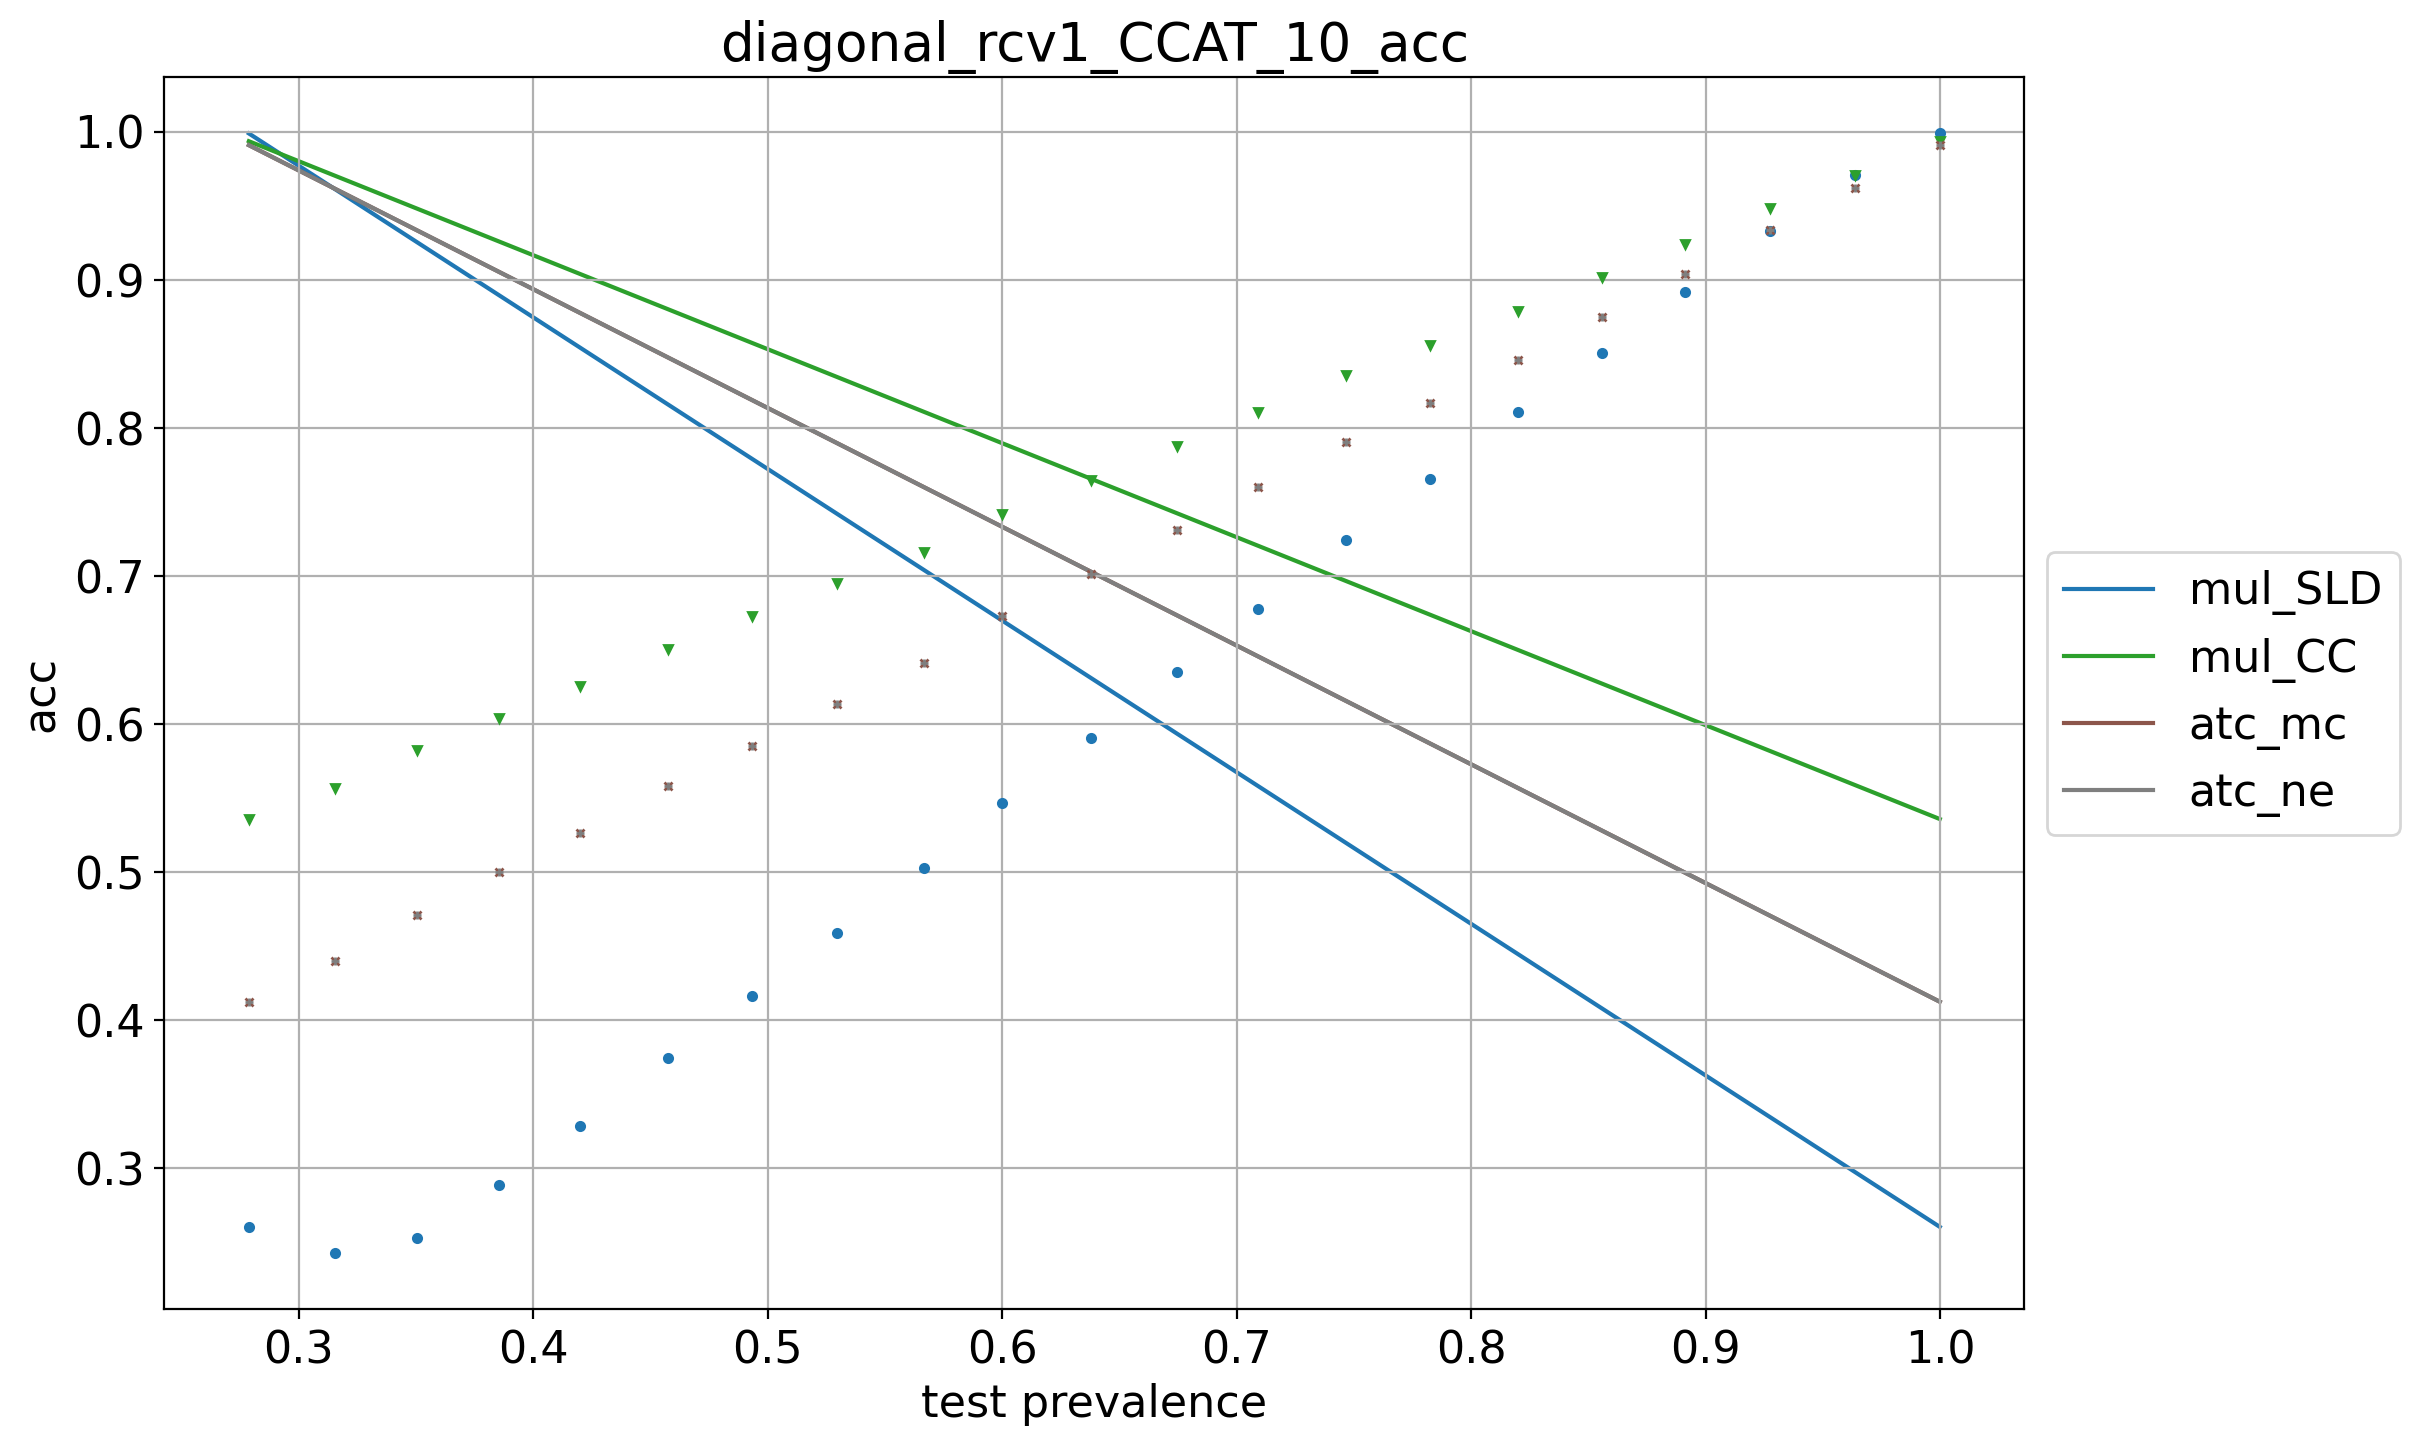 diagonal_rcv1_CCAT_10_acc
1.0
0.9
0.8
0.7
0.6
0.5
0.4
0.3
acc
0.3 0.4 0.5 0.6 0.7 0.8 0.9 1.0
test prevalence
mul_SLD
mul_CC
atc_mc
atc_ne